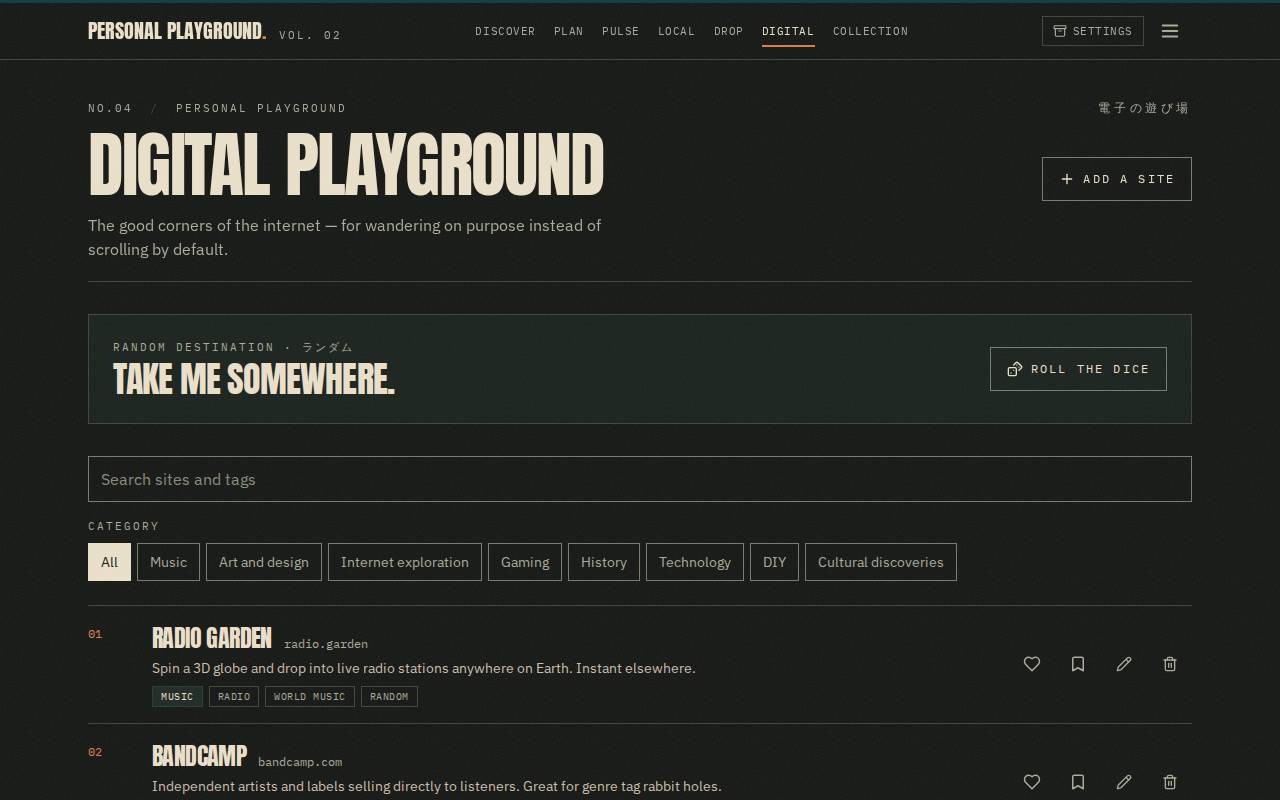 PERSONAL PLAYGROUND. VOL. 02
DISCOVER PLAN PULSE LOCAL DROP DIGITAL COLLECTION
SETTINGS
NO.04 / PERSONAL PLAYGROUND
電子の遊び場
DIGITAL PLAYGROUND
ADD A SITE
The good corners of the internet — for wandering on purpose instead of
scrolling by default.
RANDOM DESTINATION · ランダム
TAKE ME SOMEWHERE.
ROLL THE DICE
Search sites and tags
CATEGORY
All Music Art and design Internet exploration Gaming History Technology DIY Cultural discoveries
01 RADIO GARDEN radio.garden
Spin a 3D globe and drop into live radio stations anywhere on Earth. Instant elsewhere.
MUSIC RADIO WORLD MUSIC RANDOM
02 BANDCAMP bandcamp.com
Independent artists and labels selling directly to listeners. Great for genre tag rabbit holes.